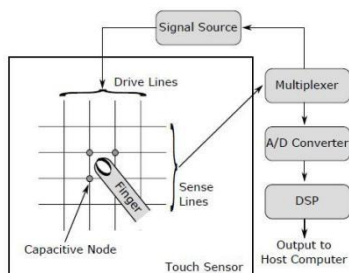 Signal Source
Drive Lines
Multiplexer
A/D Converter
Finger
Sense
Lines
DSP
Capacitive Node
Output to
Host Computer
Touch Sensor